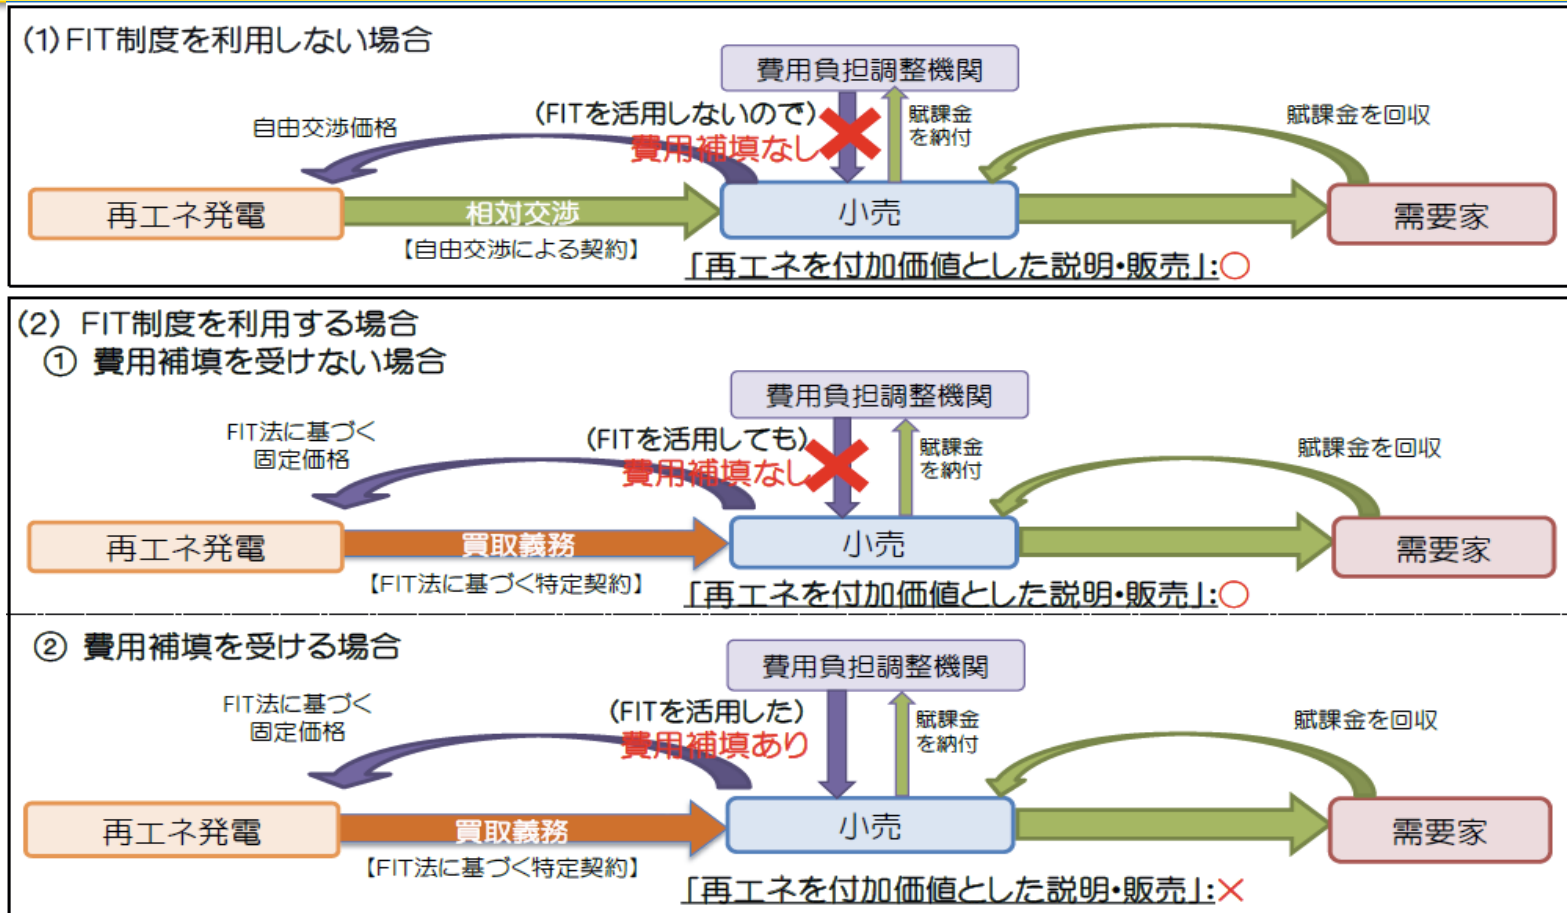 (1)FIT制度を利用しない場合
費用負担調整機関
自由交渉価格
(FITを活用しないので)
費用補填なし
賦課金
を納付
賦課金を回収
再エネ発電
相対交渉
【自由交渉による契約】
小売
需要家
「再エネを付加価値とした説明・販売」:○
(2) FIT制度を利用する場合
① 費用補填を受けない場合
費用負担調整機関
FIT法に基づく
固定価格
(FITを活用しても)
費用補填なし
賦課金
を納付
賦課金を回収
再エネ発電
買取義務
【FIT法に基づく特定契約】
小売
需要家
「再エネを付加価値とした説明・販売」:○
② 費用補填を受ける場合
費用負担調整機関
FIT法に基づく
固定価格
(FITを活用した)
費用補填あり
賦課金
を納付
賦課金を回収
再エネ発電
買取義務
【FIT法に基づく特定契約】
小売
需要家
「再エネを付加価値とした説明・販売」:×